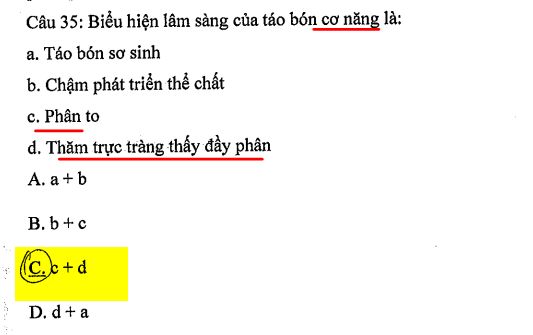 Câu 35: Biểu hiện lâm sàng của táo bón cơ năng là:
a. Táo bón sơ sinh
b. Chậm phát triển thể chất
c. Phân to
d. Thăm trực tràng thấy đầy phân
A. a + b
B. b + c
C. c + d
D. d + a